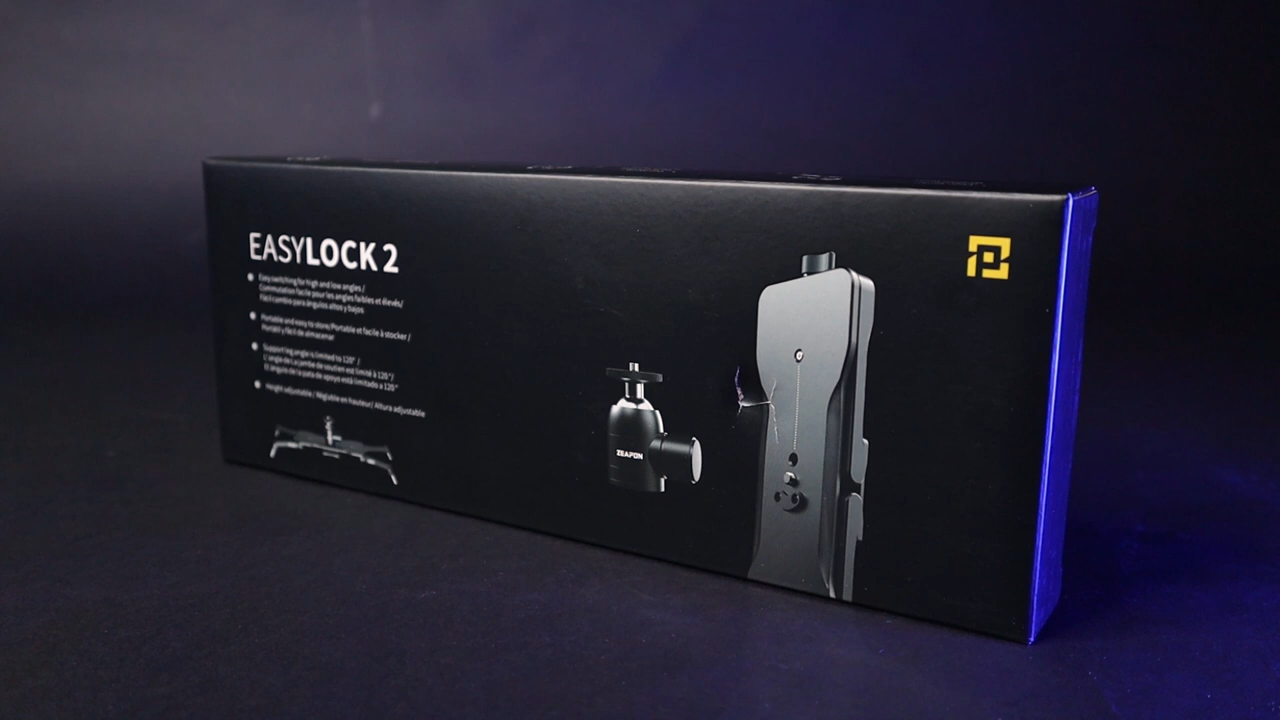 EASYLOCK 2
Easy switching for high and low angles /
Commutation facile pour les angles faibles et élevés/
Fácil cambio para ángulos altos y bajos
Portable and easy to store/Portable et facile à stocker /
Portátil y fácil de almacenar
Support leg angle is limited to 120° /
L'angle de La jambe de soutien est limité à 120°/
El ángulo de la pata de apoyo está limitado a 120°
Height adjustable / Réglable en hauteur/ Altura adjustable
ZEAPON